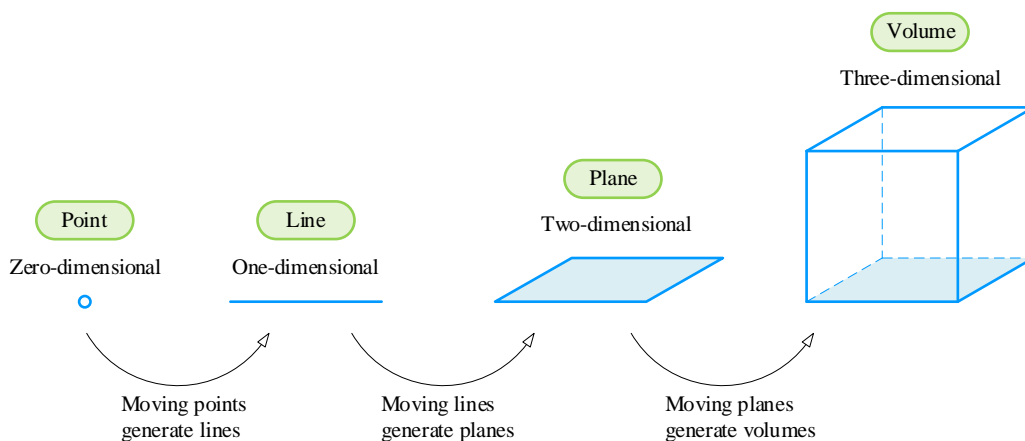 Point
Zero-dimensional
Line
One-dimensional
Plane
Two-dimensional
Volume
Three-dimensional
Moving points
generate lines
Moving lines
generate planes
Moving planes
generate volumes